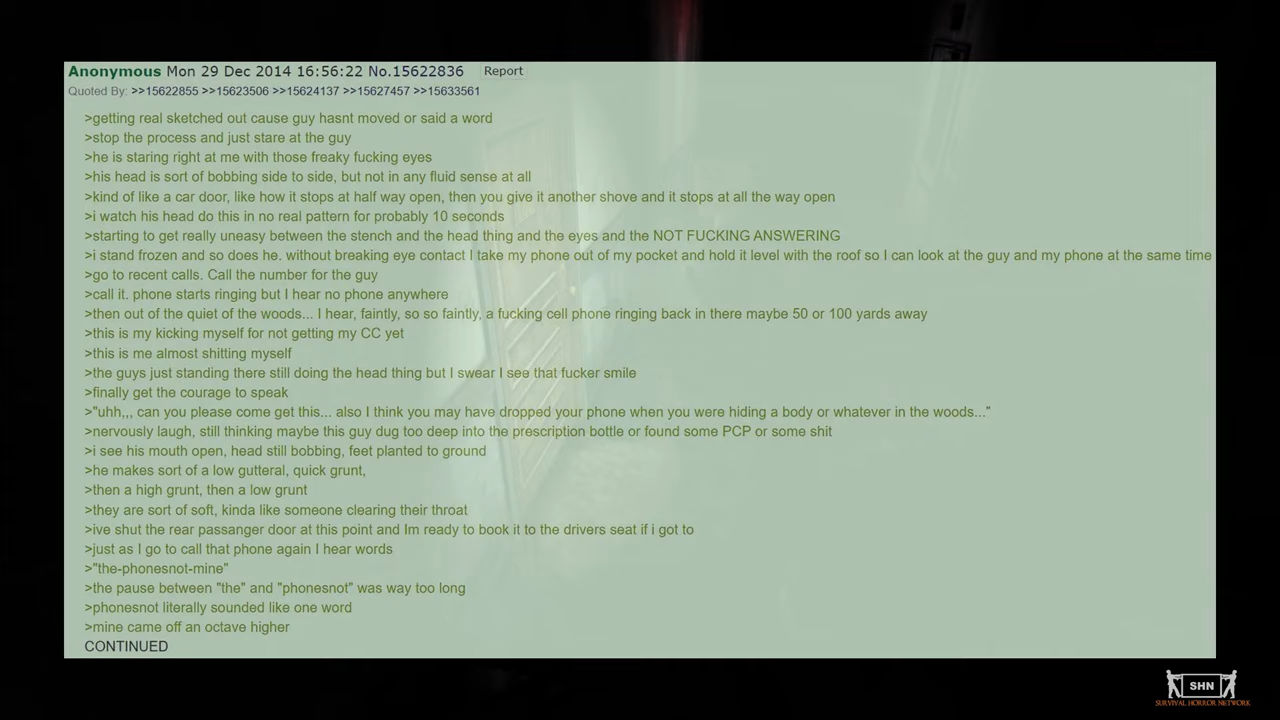 Anonymous Mon 29 Dec 2014 16:56:22 No.15622836 Report
Quoted By: >>15622855 >>15623506 >>15624137 >>15627457 >>15633561
>getting real sketched out cause guy hasnt moved or said a word
>stop the process and just stare at the guy
>he is staring right at me with those freaky fucking eyes
>his head is sort of bobbing side to side, but not in any fluid sense at all
>kind of like a car door, like how it stops at half way open, then you give it another shove and it stops at all the way open
>i watch his head do this in no real pattern for probably 10 seconds
>starting to get really uneasy between the stench and the head thing and the eyes and the NOT FUCKING ANSWERING
>i stand frozen and so does he. without breaking eye contact I take my phone out of my pocket and hold it level with the roof so I can look at the guy and my phone at the same time
>go to recent calls. Call the number for the guy
>call it. phone starts ringing but I hear no phone anywhere
>then out of the quiet of the woods... I hear, faintly, so so faintly, a fucking cell phone ringing back in there maybe 50 or 100 yards away
>this is my kicking myself for not getting my CC yet
>this is me almost shitting myself
>the guys just standing there still doing the head thing but I swear I see that fucker smile
>finally get the courage to speak
>"uhh,,, can you please come get this... also I think you may have dropped your phone when you were hiding a body or whatever in the woods..."
>nervously laugh, still thinking maybe this guy dug too deep into the prescription bottle or found some PCP or some shit
>i see his mouth open, head still bobbing, feet planted to ground
>he makes sort of a low gutteral, quick grunt,
>then a high grunt, then a low grunt
>they are sort of soft, kinda like someone clearing their throat
>ive shut the rear passanger door at this point and Im ready to book it to the drivers seat if i got to
>just as I go to call that phone again I hear words
>"the-phonesnot-mine"
>the pause between "the" and "phonesnot" was way too long
>phonesnot literally sounded like one word
>mine came off an octave higher
CONTINUED
SHN
SURVIVAL HORROR NETWORK